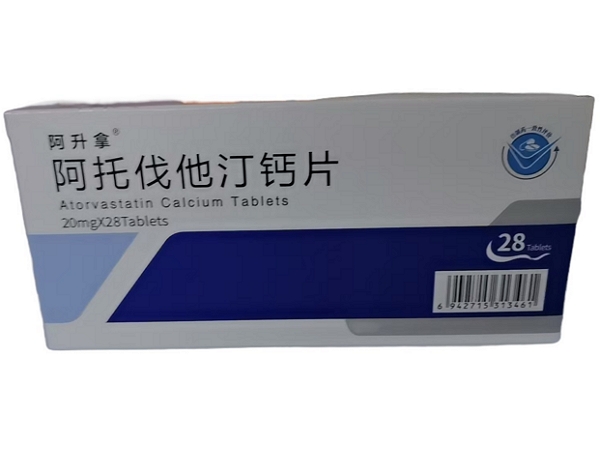 阿升拿®
阿托伐他汀钙片
Atorvastatin Calcium Tablets
20mgX28Tablets
28 Tablets
6 942715 313461